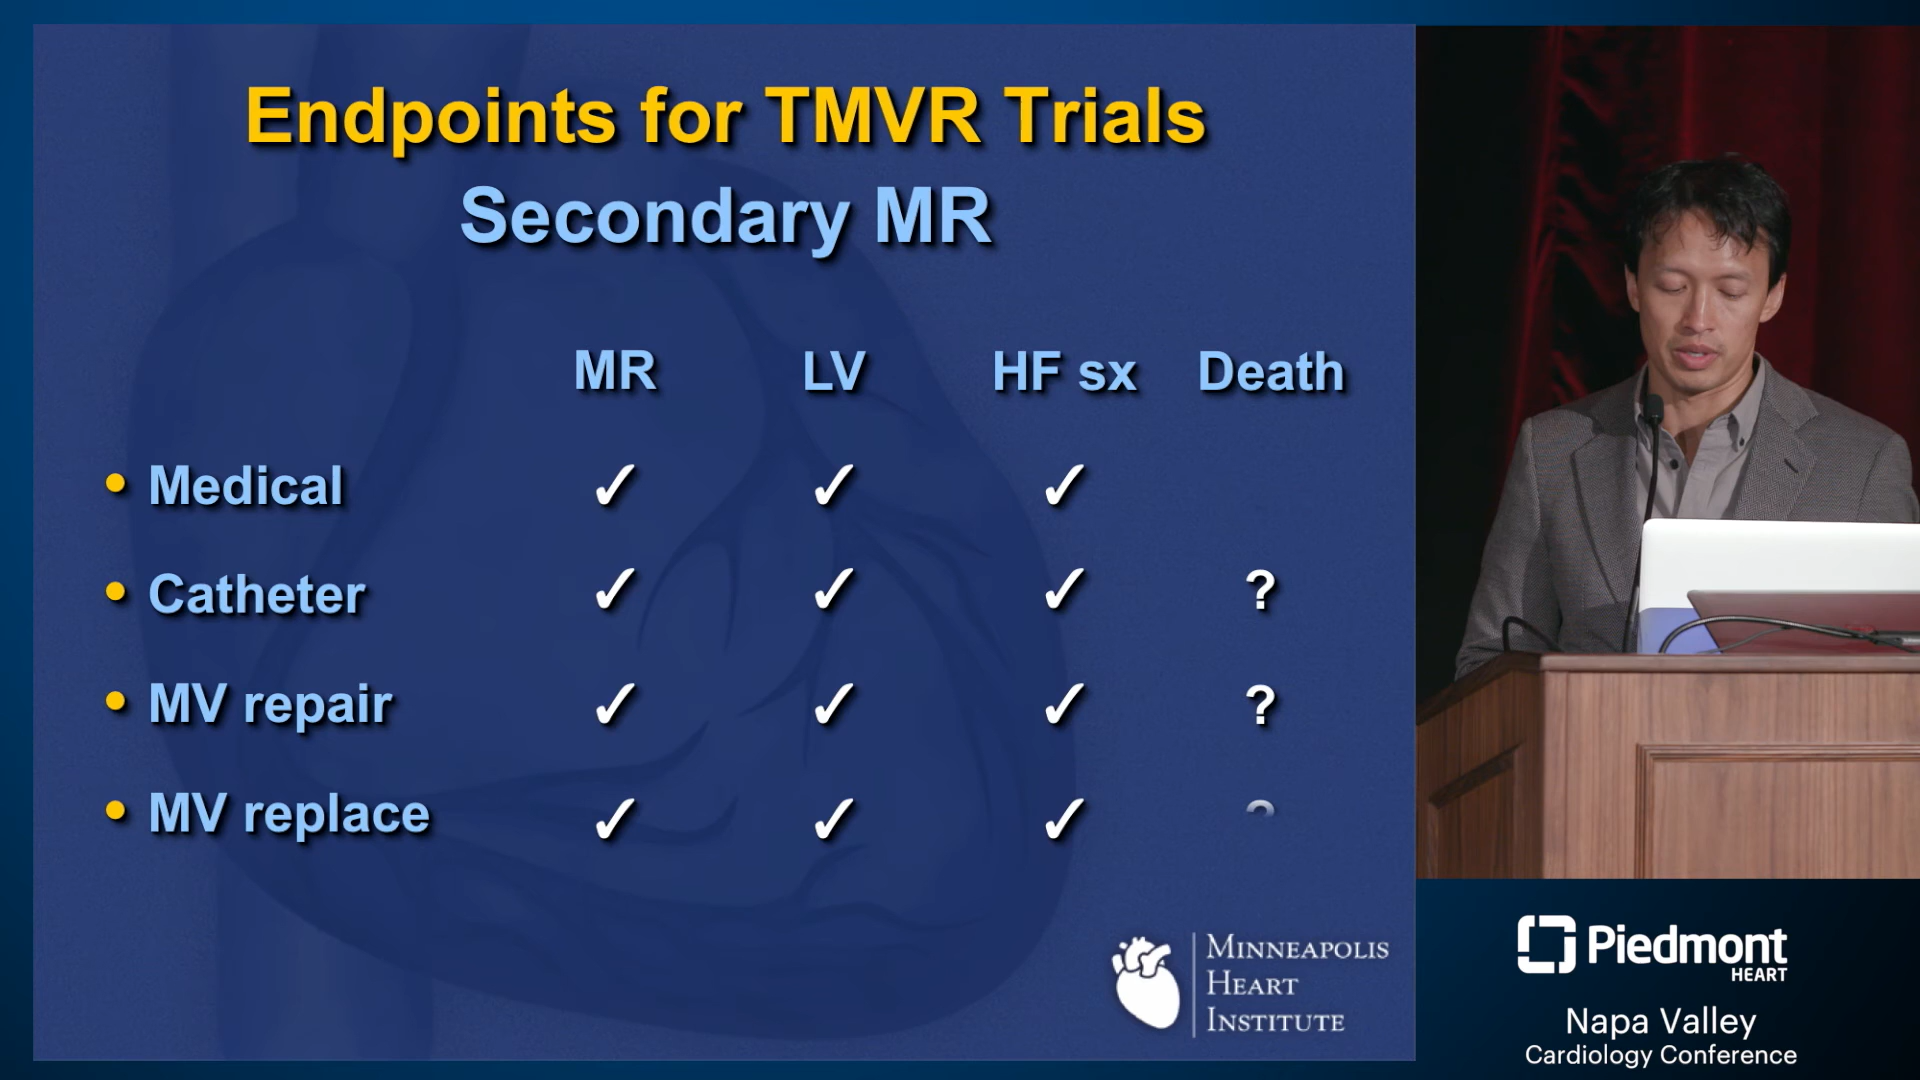 Endpoints for TMVR Trials
Secondary MR
MR LV HF sx Death
• Medical ✓ ✓ ✓
• Catheter ✓ ✓ ✓ ?
• MV repair ✓ ✓ ✓ ?
• MV replace ✓ ✓ ✓ ?
MINNEAPOLIS
HEART
INSTITUTE
Piedmont
HEART
Napa Valley
Cardiology Conference